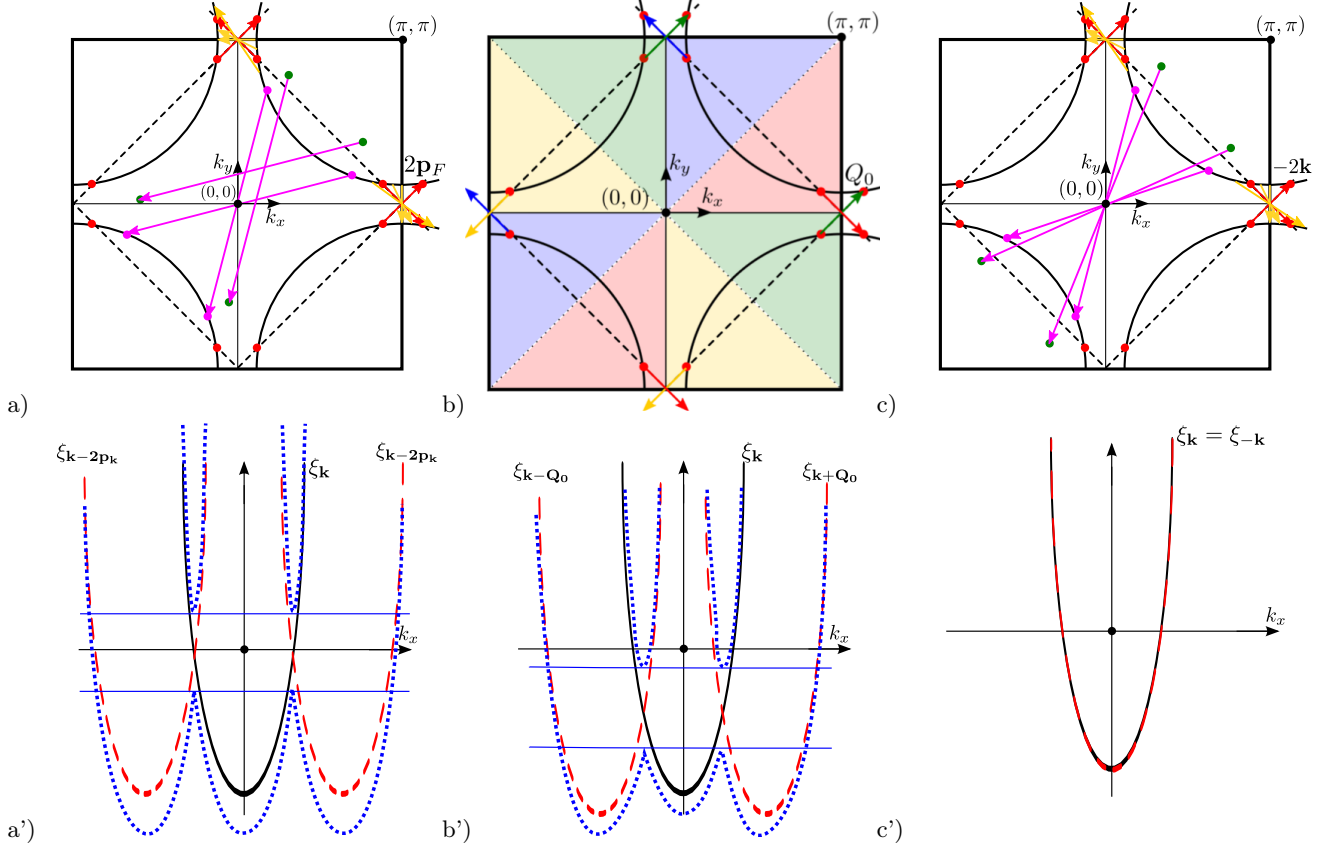 (π, π)
k_y
2p_F
(0, 0)
k_x
a)
(π, π)
Q_0
k_y
(0, 0)
k_x
b)
(π, π)
k_y
-2k
(0, 0)
k_x
c)
ξ_{k-2p_k}
ξ_k
ξ_{k-2p_k}
k_x
a')
ξ_{k-Q_0}
ξ_k
ξ_{k+Q_0}
k_x
b')
ξ_k = ξ_{-k}
k_x
c')